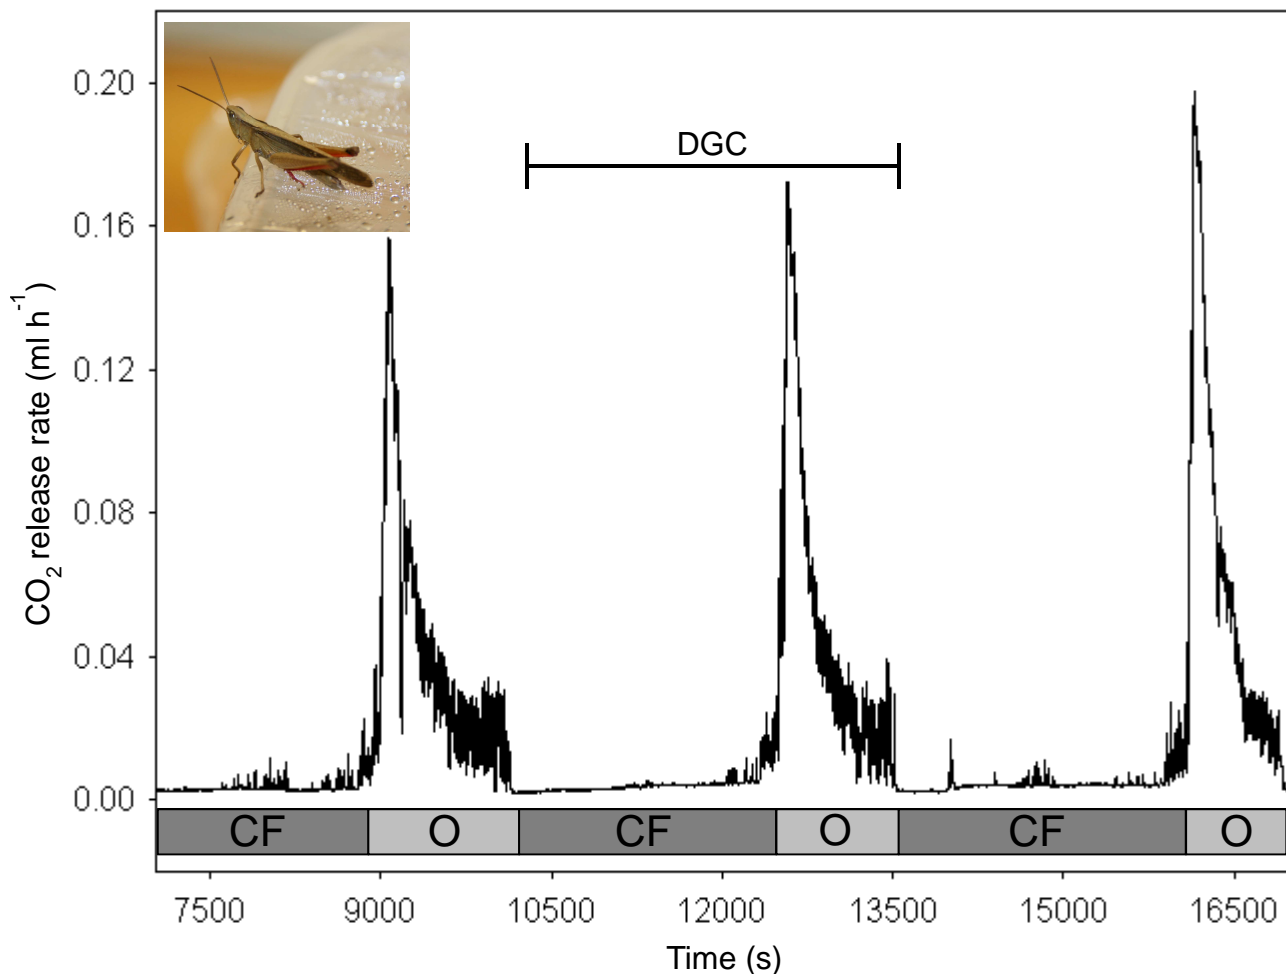 DGC
CO₂ release rate (ml h⁻¹)
0.20
0.16
0.12
0.08
0.04
0.00
CF O CF O CF O
7500 9000 10500 12000 13500 15000 16500
Time (s)